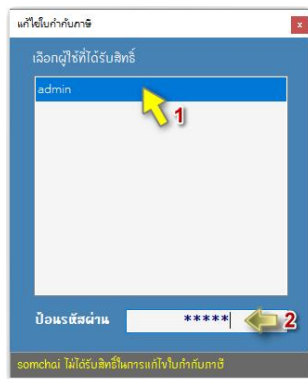 แก้ไขใบกำกับภาษี
x
เลือกผู้ใช้ที่ได้รับสิทธิ์
admin
1
ป้อนรหัสผ่าน *****
2
somchai ไม่ได้รับสิทธิ์ในการแก้ไขใบกำกับภาษี